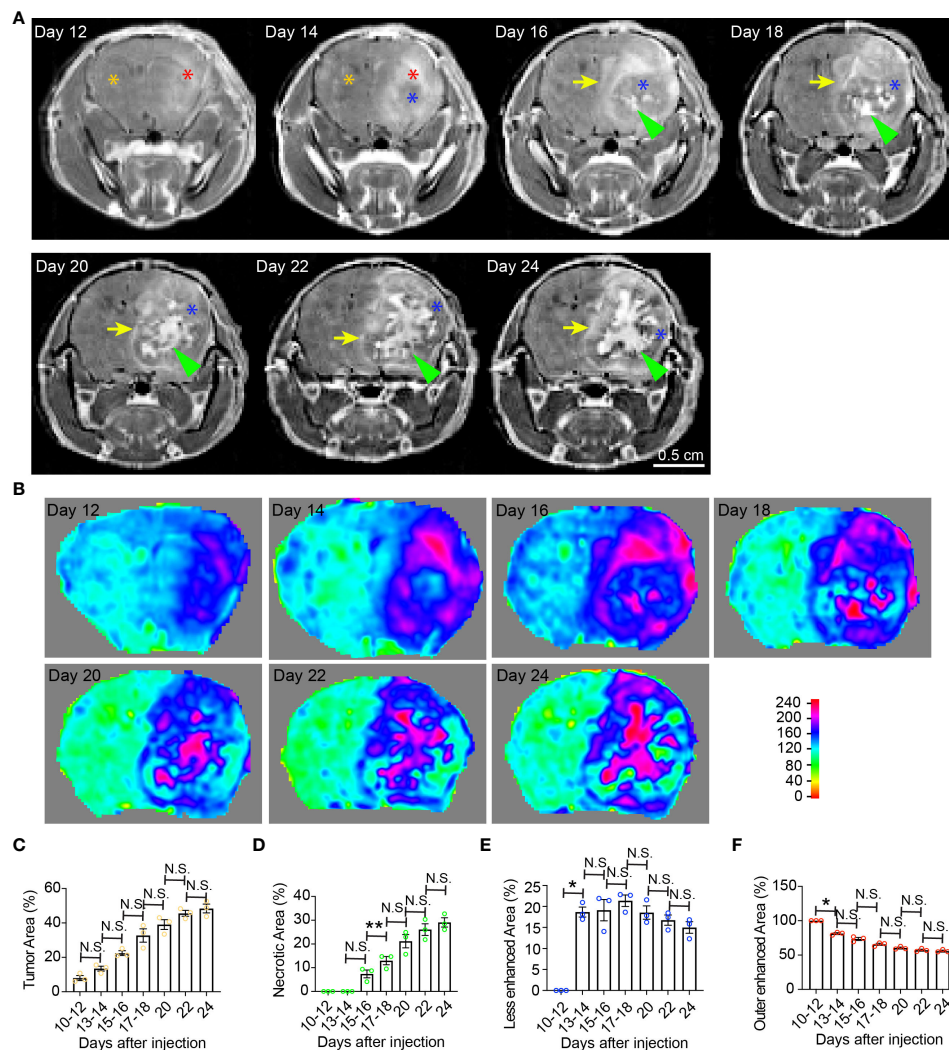 A
Day 12
Day 14
Day 16
Day 18
Day 20
Day 22
Day 24
0.5 cm
B
Day 12
Day 14
Day 16
Day 18
Day 20
Day 22
Day 24
240
200
160
120
80
40
0
C
Tumor Area (%)
60
40
20
0
N.S.
N.S.
N.S.
N.S.
N.S.
N.S.
10-12
13-14
15-16
17-18
20
22
24
Days after injection
D
Necrotic Area (%)
40
30
20
10
0
N.S.
**
N.S.
N.S.
N.S.
10-12
13-14
15-16
17-18
20
22
24
Days after injection
E
Less enhanced Area (%)
25
20
15
10
5
0
*
N.S.
N.S.
N.S.
N.S.
N.S.
10-12
13-14
15-16
17-18
20
22
24
Days after injection
F
Outer enhanced Area (%)
150
100
50
0
*
N.S.
N.S.
N.S.
N.S.
N.S.
10-12
13-14
15-16
17-18
20
22
24
Days after injection